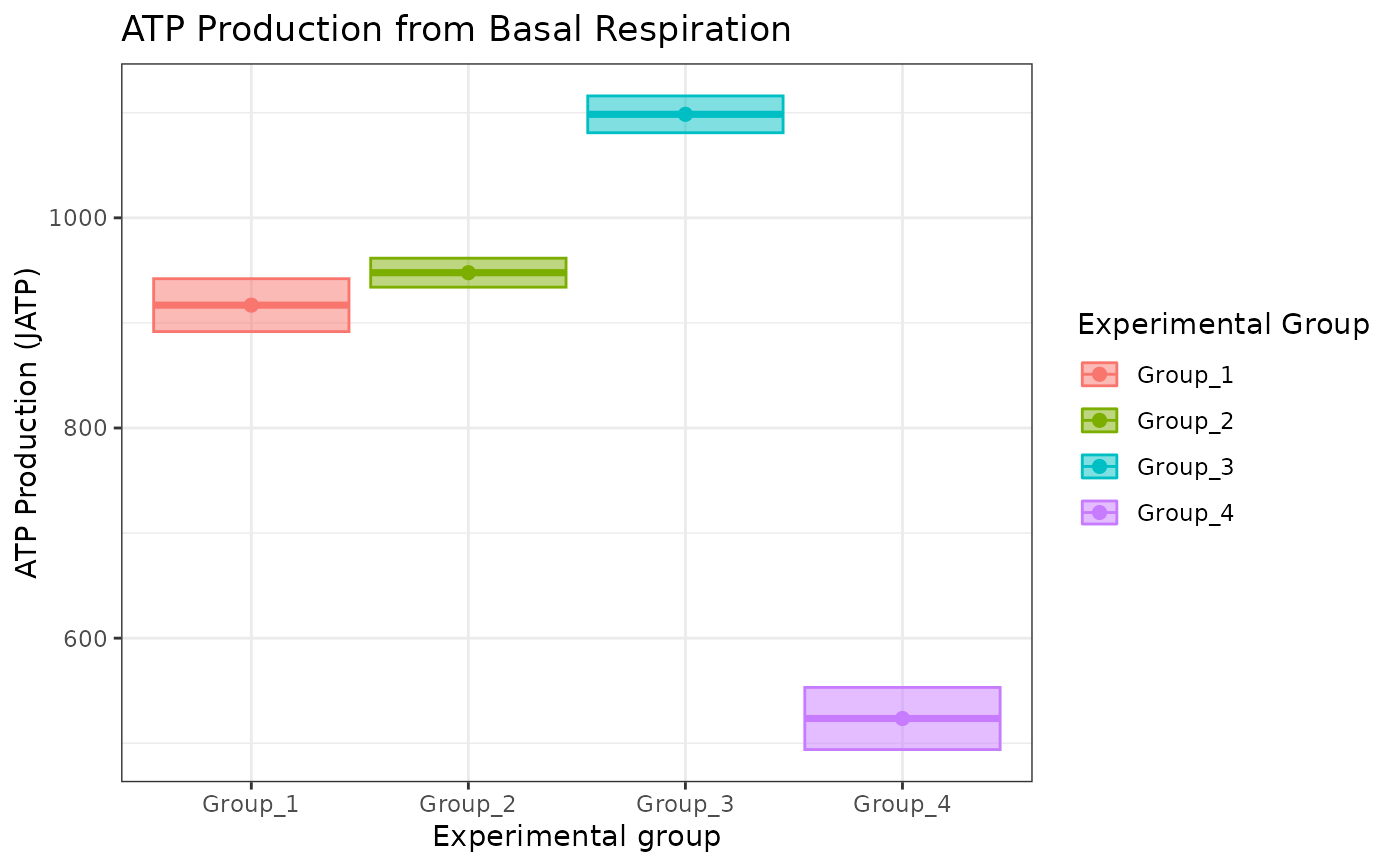 ATP Production from Basal Respiration
ATP Production (JATP)
1000
800
600
Group_1 Group_2 Group_3 Group_4
Experimental group
Experimental Group
Group_1
Group_2
Group_3
Group_4